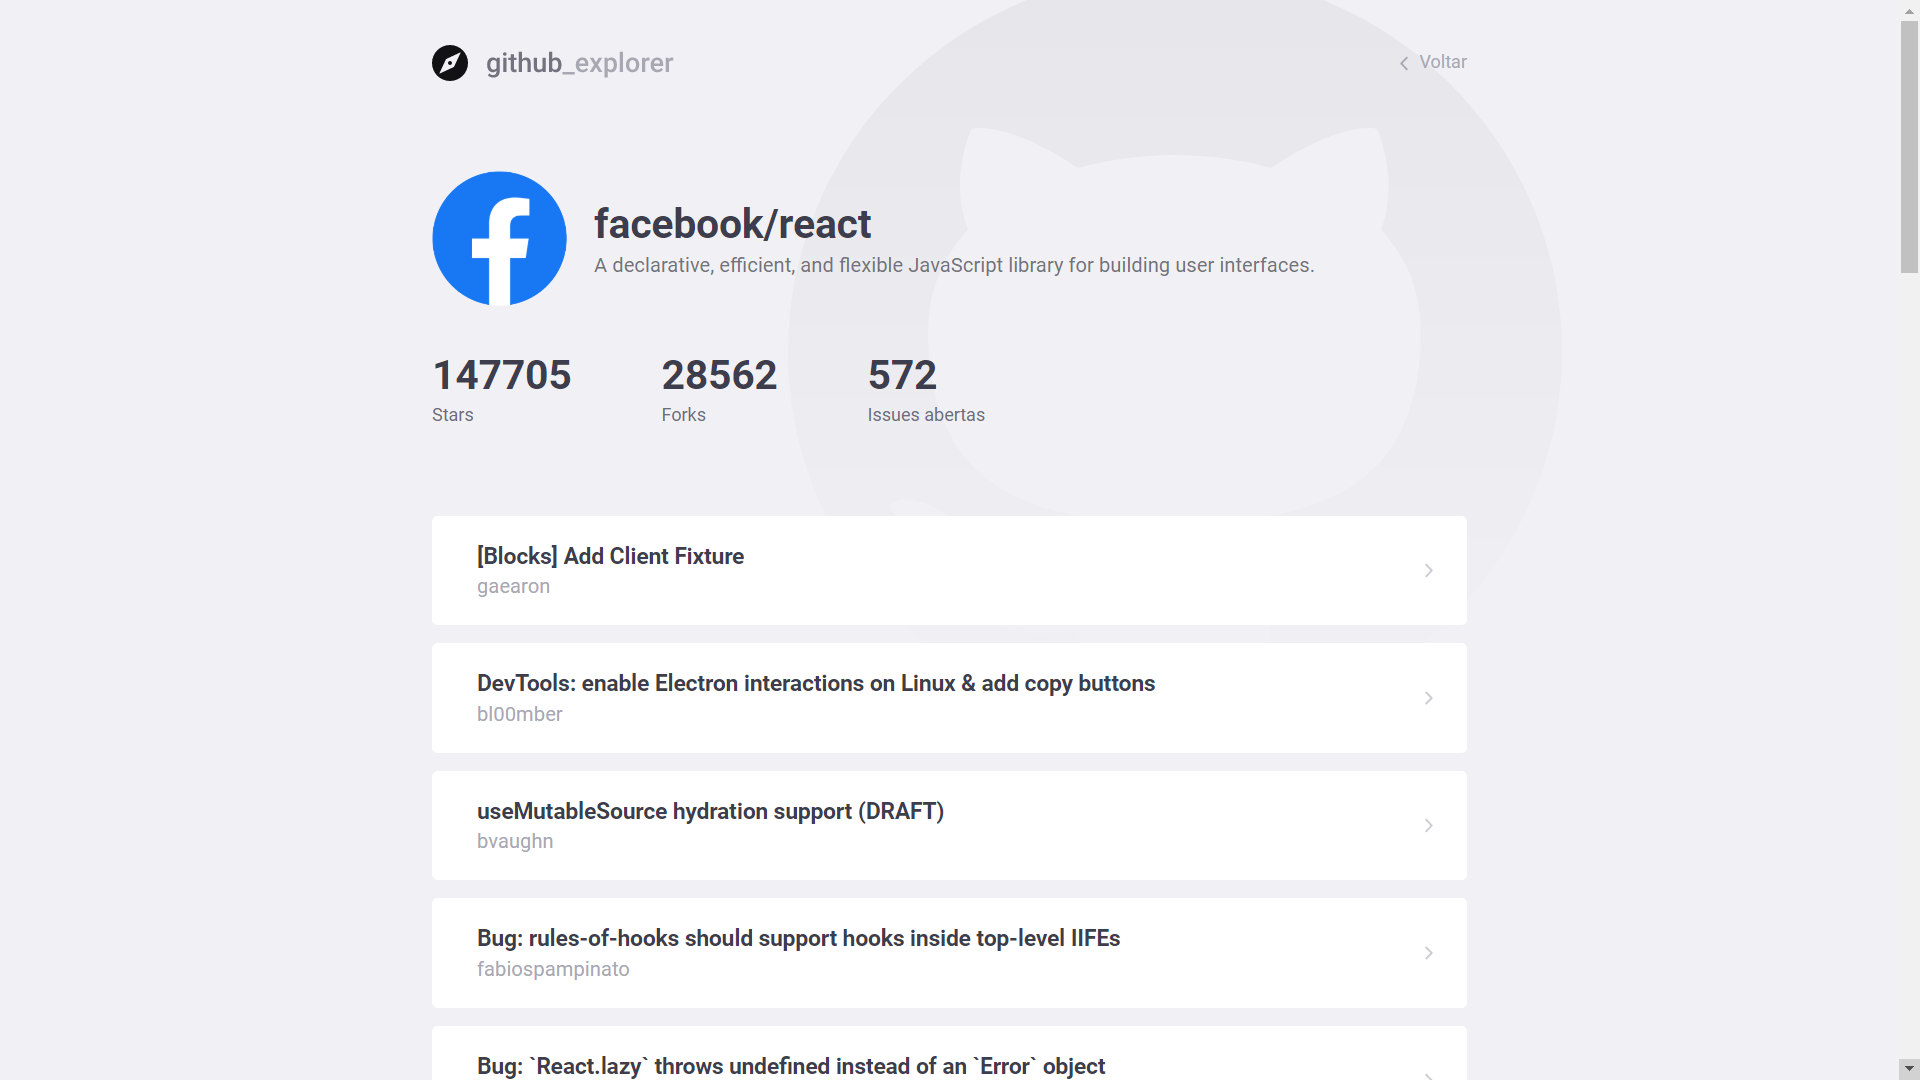 github_explorer
Voltar
facebook/react
A declarative, efficient, and flexible JavaScript library for building user interfaces.
147705
28562
572
Stars
Forks
Issues abertas
[Blocks] Add Client Fixture
gaearon
DevTools: enable Electron interactions on Linux & add copy buttons
bl00mber
useMutableSource hydration support (DRAFT)
bvaughn
Bug: rules-of-hooks should support hooks inside top-level IIFEs
fabiospampinato
Bug: `React.lazy` throws undefined instead of an `Error` object